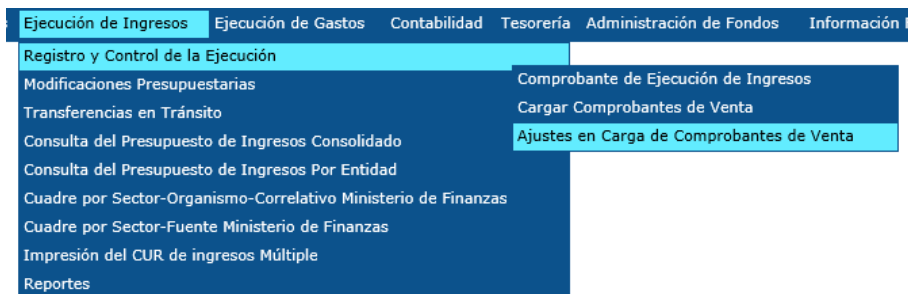 Ejecución de Ingresos Ejecución de Gastos Contabilidad Tesorería Administración de Fondos Información
Registro y Control de la Ejecución
Modificaciones Presupuestarias
Transferencias en Tránsito
Consulta del Presupuesto de Ingresos Consolidado
Consulta del Presupuesto de Ingresos Por Entidad
Cuadre por Sector-Organismo-Correlativo Ministerio de Finanzas
Cuadre por Sector-Fuente Ministerio de Finanzas
Impresión del CUR de ingresos Múltiple
Reportes
Comprobante de Ejecución de Ingresos
Cargar Comprobantes de Venta
Ajustes en Carga de Comprobantes de Venta